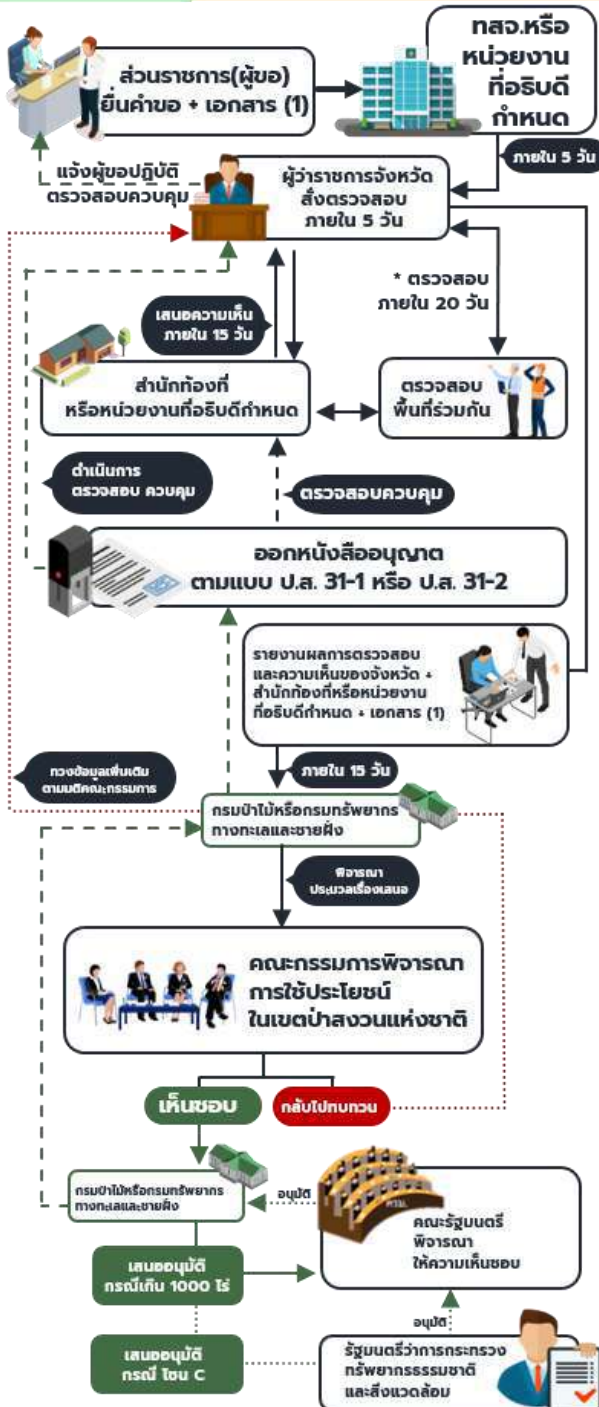 ส่วนราชการ(ผู้ขอ)
ยื่นคำขอ + เอกสาร (1)
ทสจ.หรือ
หน่วยงาน
ที่อธิบดี
กำหนด
ภายใน 5 วัน
แจ้งผู้ขอปฏิบัติ
ตรวจสอบควบคุม
ผู้ว่าราชการจังหวัด
สั่งตรวจสอบ
ภายใน 5 วัน
* ตรวจสอบ
ภายใน 20 วัน
เสนอความเห็น
ภายใน 15 วัน
สำนักท้องที่
หรือหน่วยงานที่อธิบดีกำหนด
ตรวจสอบ
พื้นที่ร่วมกัน
ดำเนินการ
ตรวจสอบ ควบคุม
ตรวจสอบควบคุม
ออกหนังสืออนุญาต
ตามแบบ ป.ส. 31-1 หรือ ป.ส. 31-2
รายงานผลการตรวจสอบ
และความเห็นของจังหวัด +
สำนักท้องที่หรือหน่วยงาน
ที่อธิบดีกำหนด + เอกสาร (1)
ทวงข้อมูลเพิ่มเติม
ตามมติคณะกรรมการ
ภายใน 15 วัน
กรมป่าไม้หรือกรมทรัพยากร
ทางทะเลและชายฝั่ง
พิจารณา
ประมวลเรื่องเสนอ
คณะกรรมการพิจารณา
การใช้ประโยชน์
ในเขตป่าสงวนแห่งชาติ
เห็นชอบ
กลับไปทบทวน
กรมป่าไม้หรือกรมทรัพยากร
ทางทะเลและชายฝั่ง
อนุมัติ
ครม.
คณะรัฐมนตรี
พิจารณา
ให้ความเห็นชอบ
เสนออนุมัติ
กรณีเกิน 1000 ไร่
อนุมัติ
เสนออนุมัติ
กรณี โซน C
รัฐมนตรีว่าการกระทรวง
ทรัพยากรธรรมชาติ
และสิ่งแวดล้อม